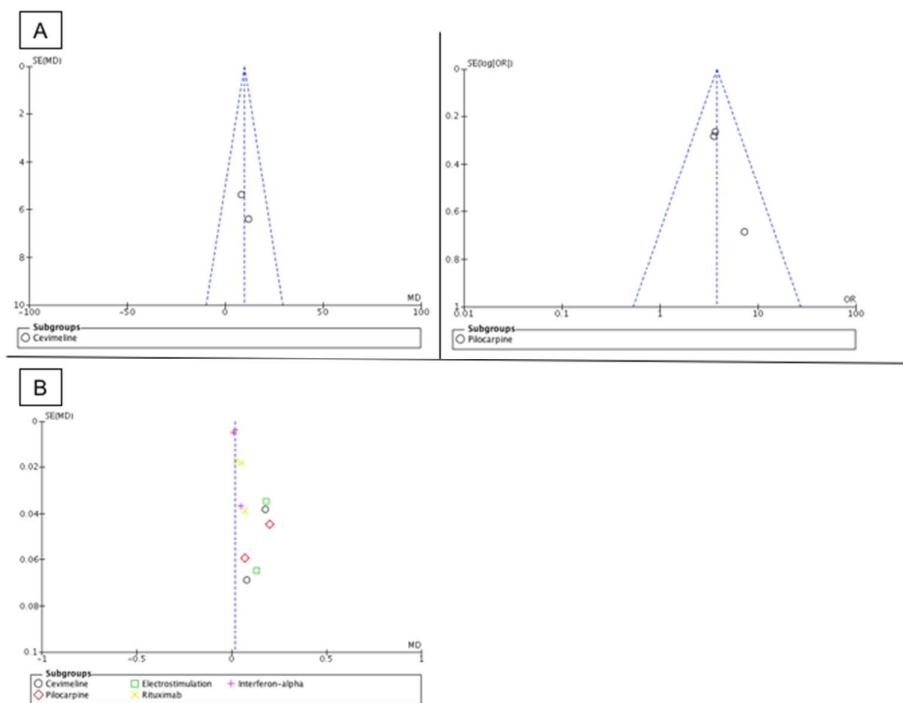 A
SE(MD)
0
2
4
6
8
10
-100
-50
0
50
100
MD
Subgroups
Cevimeline
SE(log[OR])
0
0.2
0.4
0.6
0.8
1
0.01
0.1
1
10
100
OR
Subgroups
Pilocarpine
B
SE(MD)
0
0.02
0.04
0.06
0.08
0.1
-1
-0.5
0
0.5
1
MD
Subgroups
Cevimeline Electrostimulation Interferon-alpha
Pilocarpine Rituximab